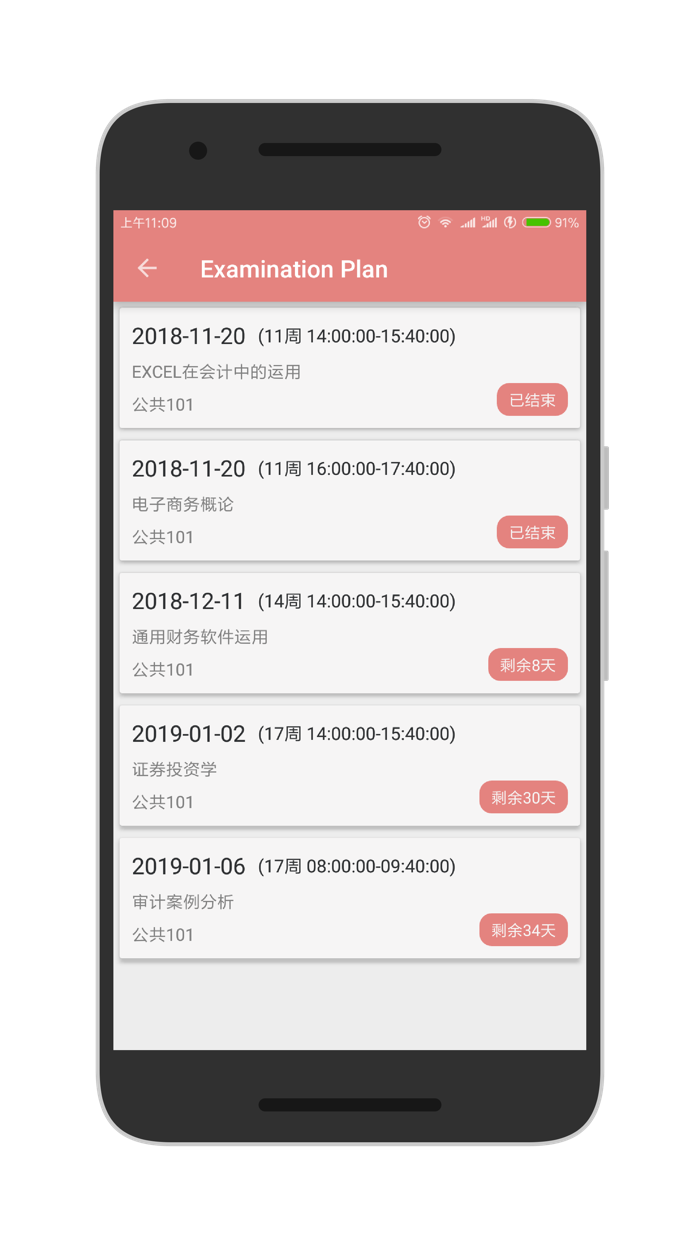 上午11:09
HD
91%
Examination Plan
2018-11-20 (11周 14:00:00-15:40:00)
EXCEL在会计中的运用
公共101
已结束
2018-11-20 (11周 16:00:00-17:40:00)
电子商务概论
公共101
已结束
2018-12-11 (14周 14:00:00-15:40:00)
通用财务软件运用
公共101
剩余8天
2019-01-02 (17周 14:00:00-15:40:00)
证券投资学
公共101
剩余30天
2019-01-06 (17周 08:00:00-09:40:00)
审计案例分析
公共101
剩余34天